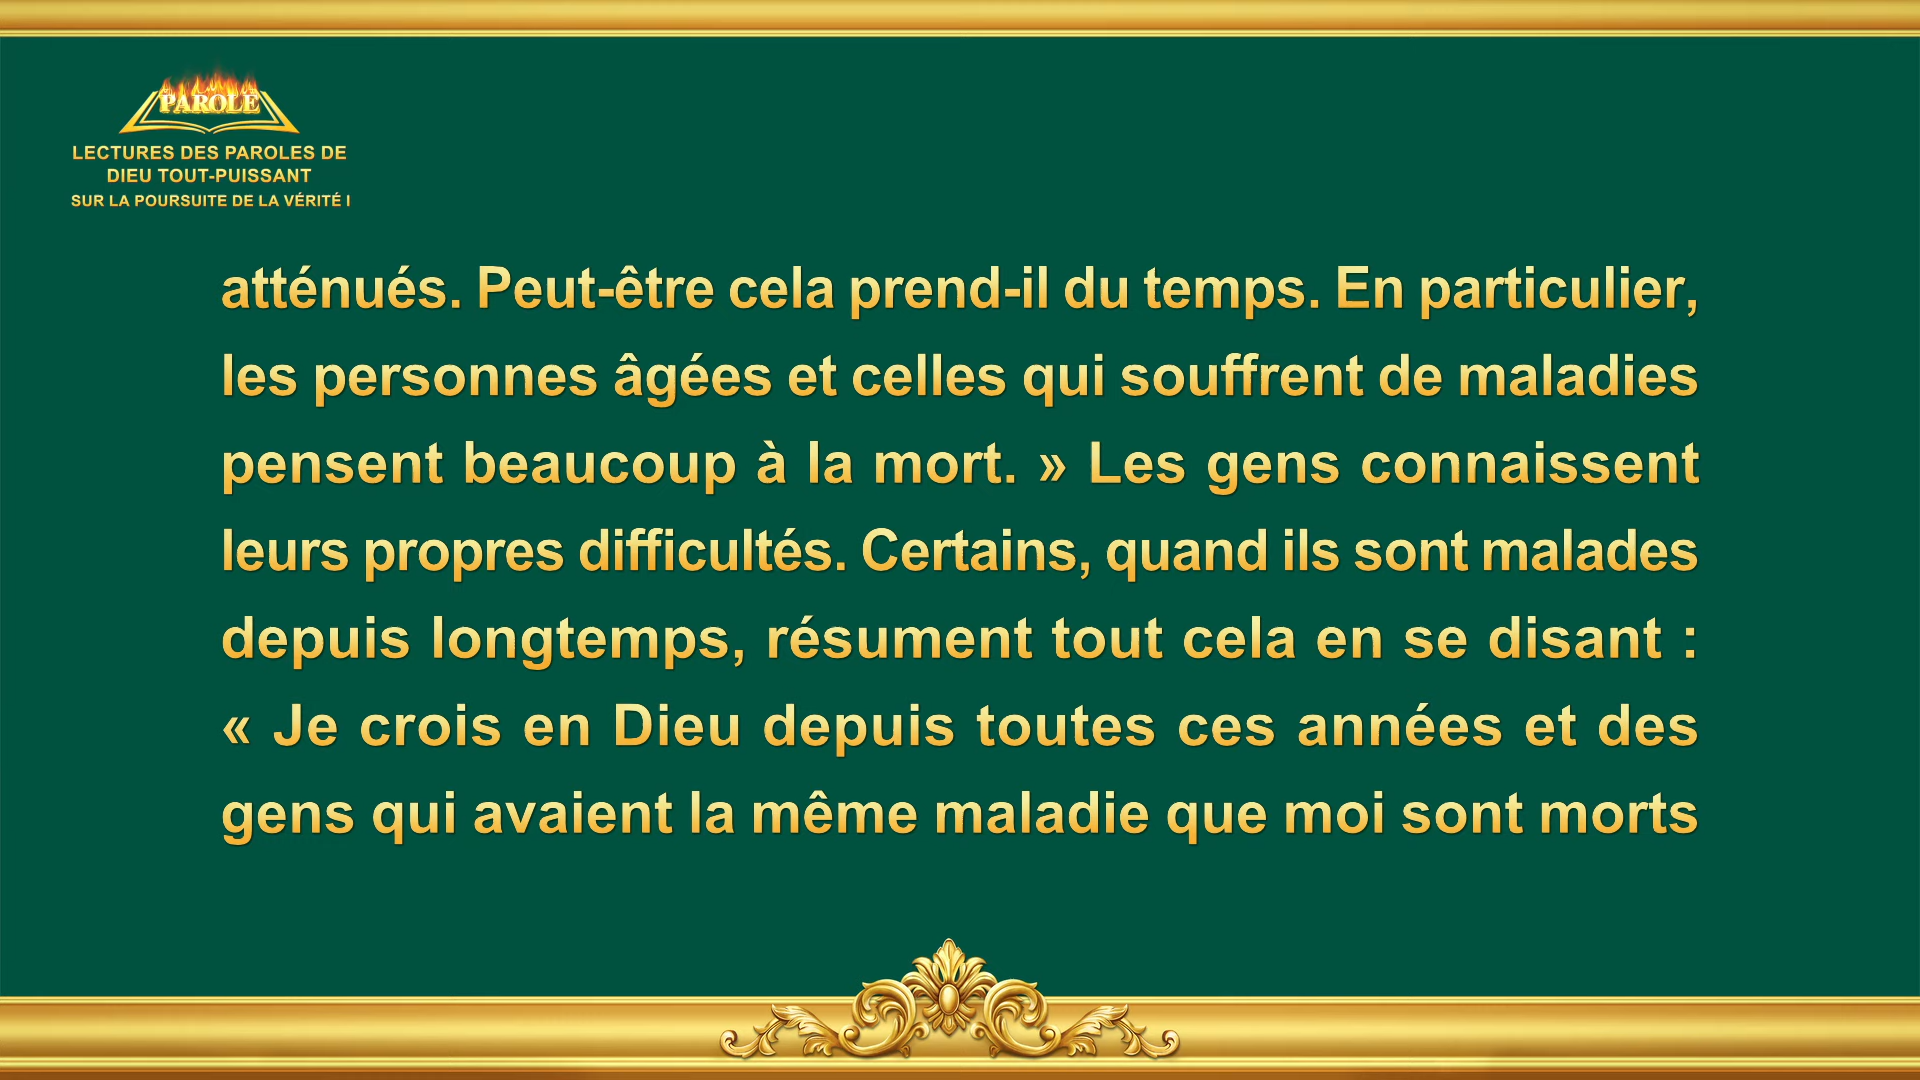 PAROLE
LECTURES DES PAROLES DE
DIEU TOUT-PUISSANT
SUR LA POURSUITE DE LA VÉRITÉ I
atténués. Peut-être cela prend-il du temps. En particulier,
les personnes âgées et celles qui souffrent de maladies
pensent beaucoup à la mort. » Les gens connaissent
leurs propres difficultés. Certains, quand ils sont malades
depuis longtemps, résument tout cela en se disant :
« Je crois en Dieu depuis toutes ces années et des
gens qui avaient la même maladie que moi sont morts